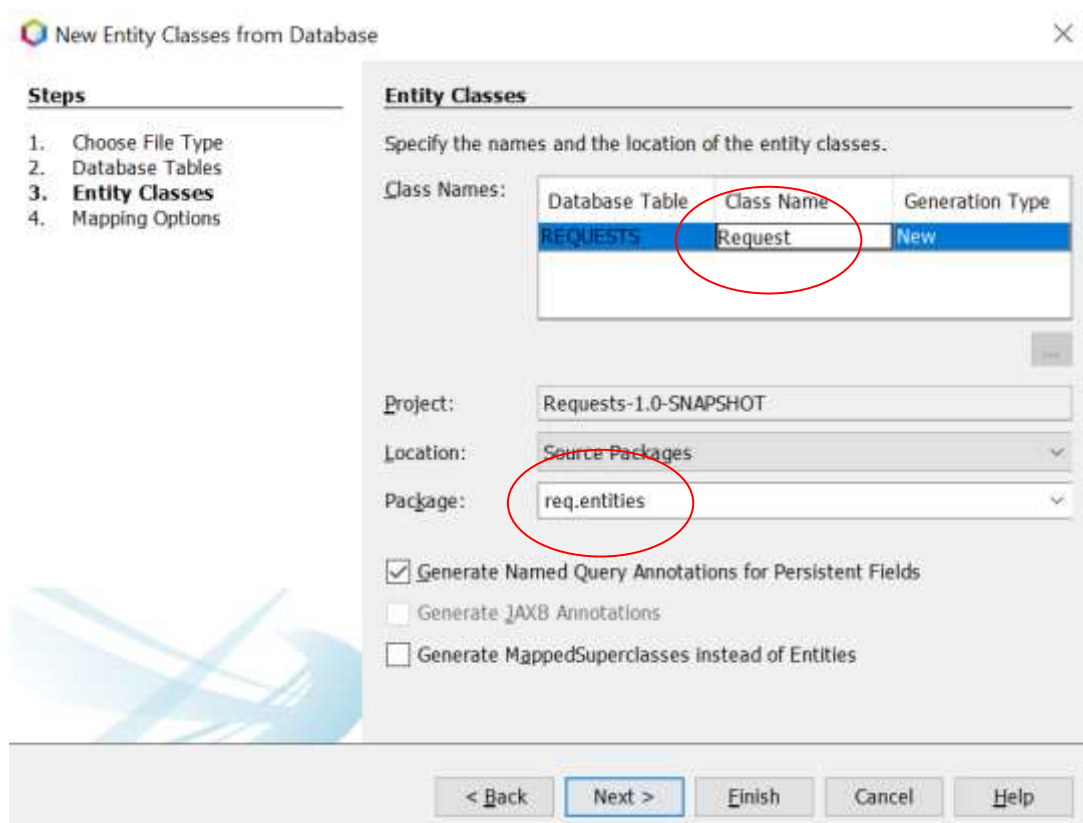 New Entity Classes from Database
Steps
1. Choose File Type
2. Database Tables
3. Entity Classes
4. Mapping Options
Entity Classes
Specify the names and the location of the entity classes.
Class Names:
Database Table Class Name Generation Type
REQUESTS Request New
...
Project: Requests-1.0-SNAPSHOT
Location: Source Packages
Package: req.entities
Generate Named Query Annotations for Persistent Fields
Generate JAXB Annotations
Generate MappedSuperclasses instead of Entities
< Back Next > Finish Cancel Help